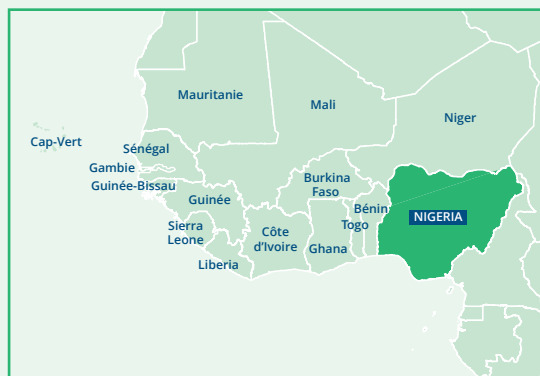 Mauritanie
Mali
Niger
Cap-Vert
Sénégal
Gambie
Guinée-Bissau
Burkina
Faso
Guinée
Bénin
NIGERIA
Sierra
Leone
Togo
Côte
d'Ivoire
Ghana
Liberia